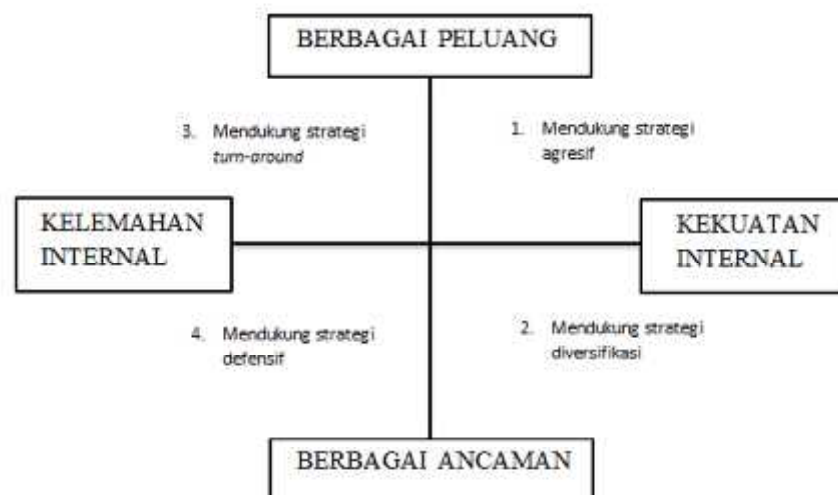 BERBAGAI PELUANG
3. Mendukung strategi
turn-around
1. Mendukung strategi
agresif
KELEMAHAN
INTERNAL
KEKUATAN
INTERNAL
4. Mendukung strategi
defensif
2. Mendukung strategi
diversifikasi
BERBAGAI ANCAMAN